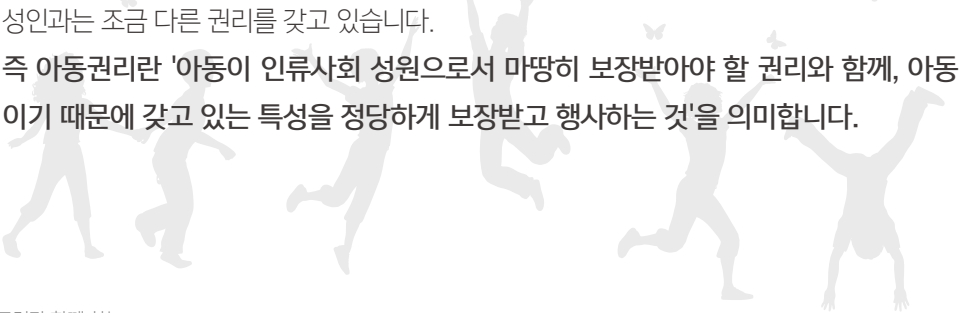 성인과는 조금 다른 권리를 갖고 있습니다.
즉 아동권리란 '아동이 인류사회 성원으로서 마땅히 보장받아야 할 권리와 함께, 아동
이기 때문에 갖고 있는 특성을 정당하게 보장받고 행사하는 것'을 의미합니다.